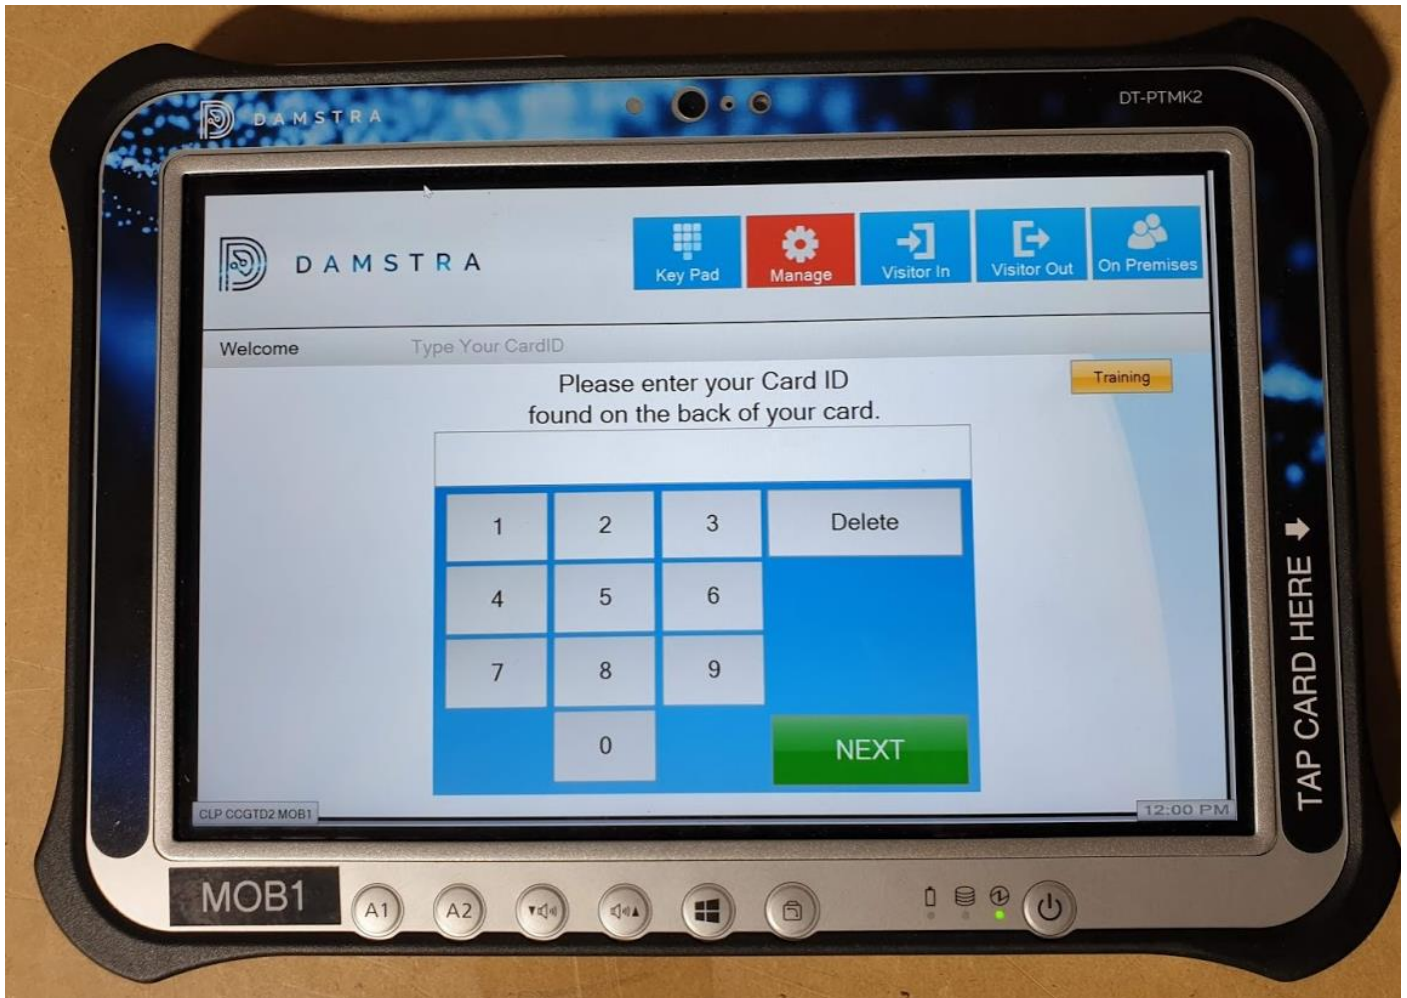 DAMSTRA
DT-PTMK2
DAMSTRA
Key Pad
Manage
Visitor In
Visitor Out
On Premises
Welcome
Type Your CardID
Training
Please enter your Card ID
found on the back of your card.
1 2 3 Delete
4 5 6
7 8 9
0 NEXT
CLP CCGTD2 MOB1
12:00 PM
TAP CARD HERE
MOB1
A1 A2